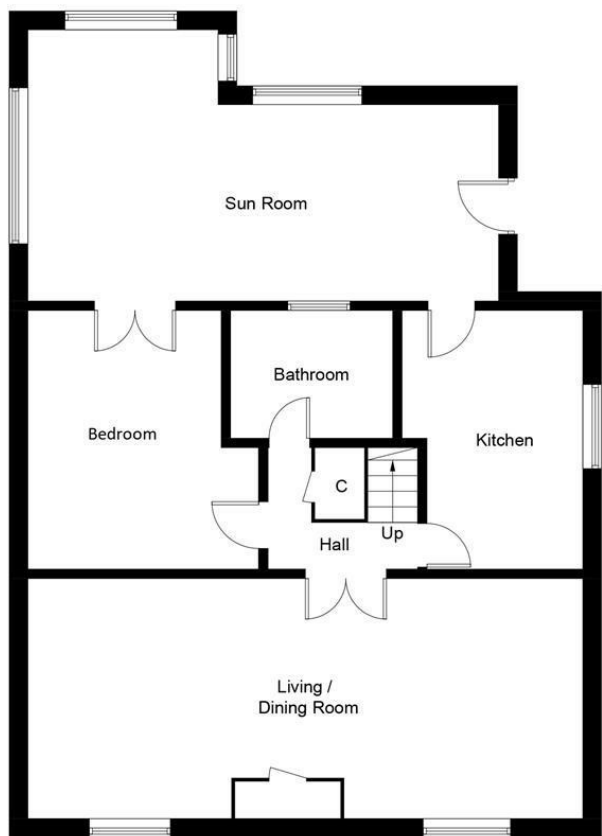 Sun Room
Bathroom
Bedroom
Kitchen
C
Up
Hall
Living /
Dining Room